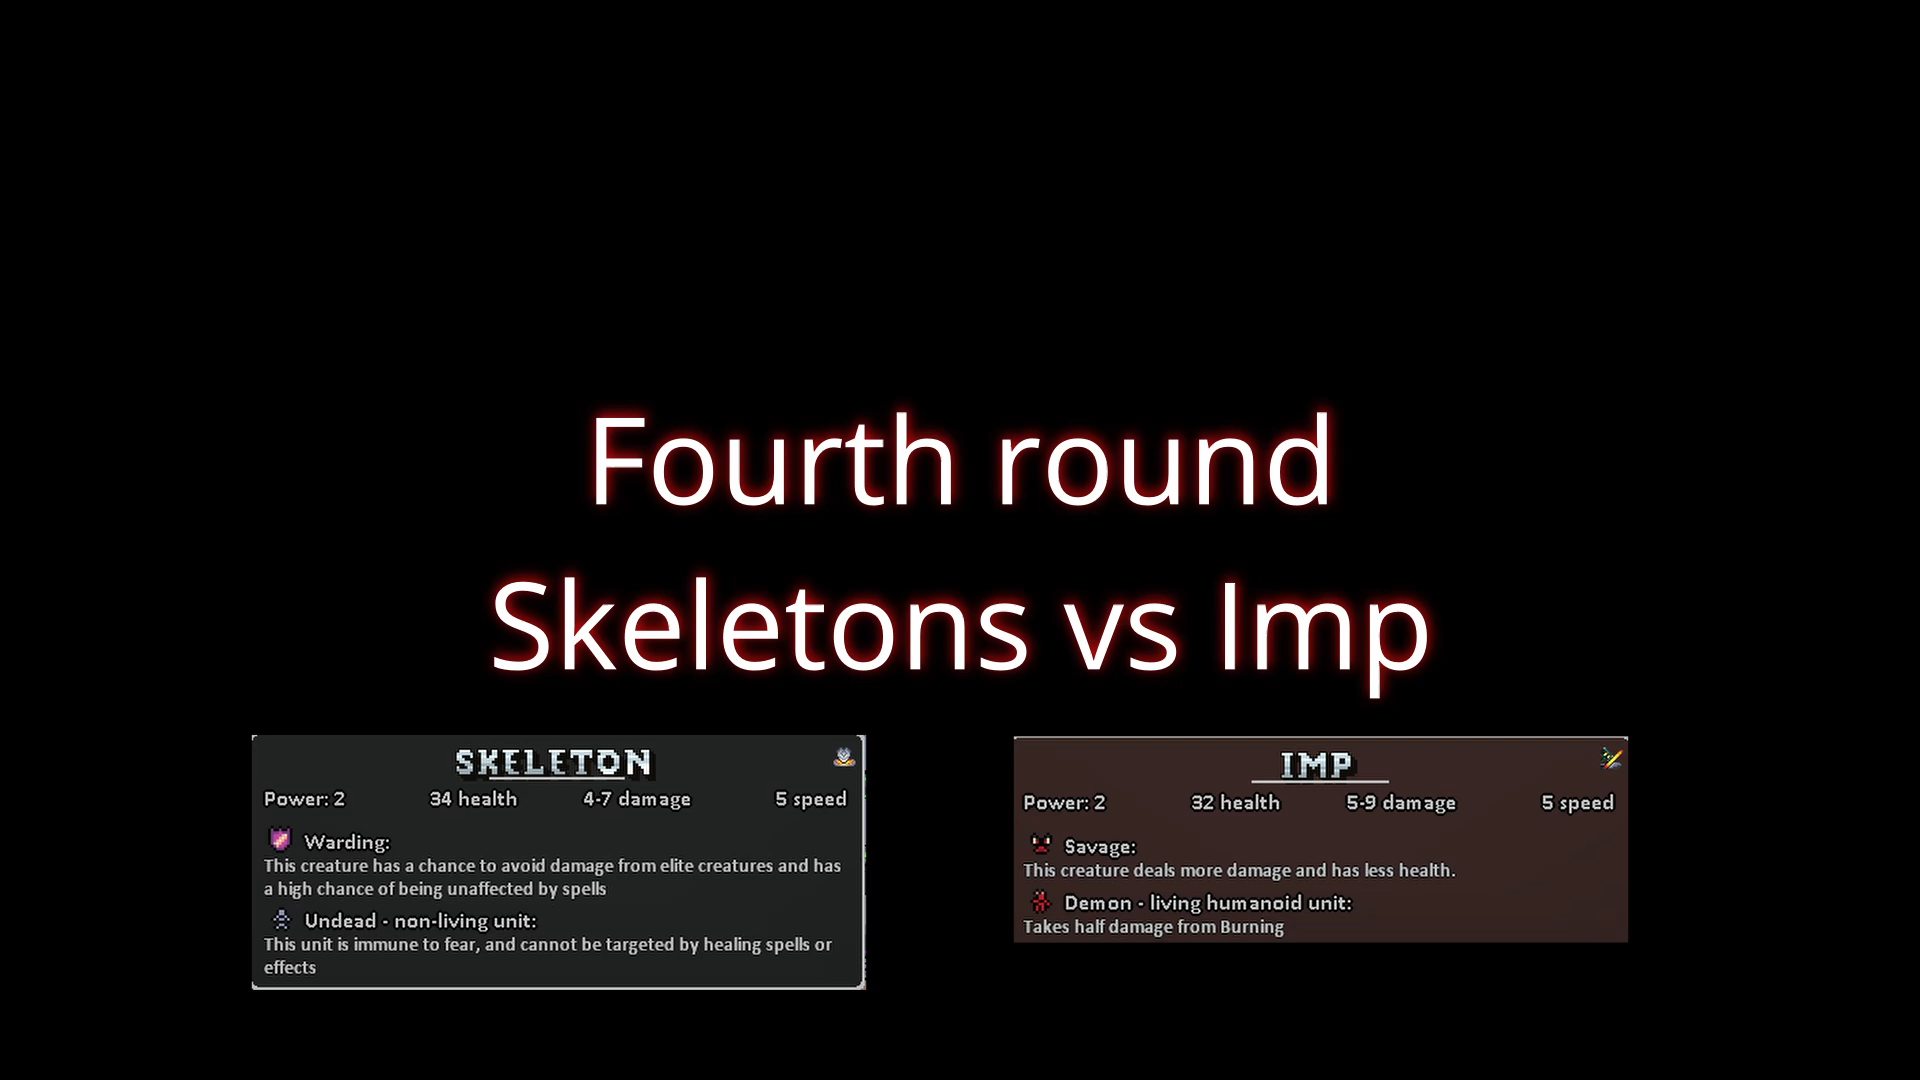 Fourth round
Skeletons vs Imp
SKELETON
Power: 2 34 health 4-7 damage 5 speed
Warding:
This creature has a chance to avoid damage from elite creatures and has
a high chance of being unaffected by spells
Undead - non-living unit:
This unit is immune to fear, and cannot be targeted by healing spells or
effects
IMP
Power: 2 32 health 5-9 damage 5 speed
Savage:
This creature deals more damage and has less health.
Demon - living humanoid unit:
Takes half damage from Burning